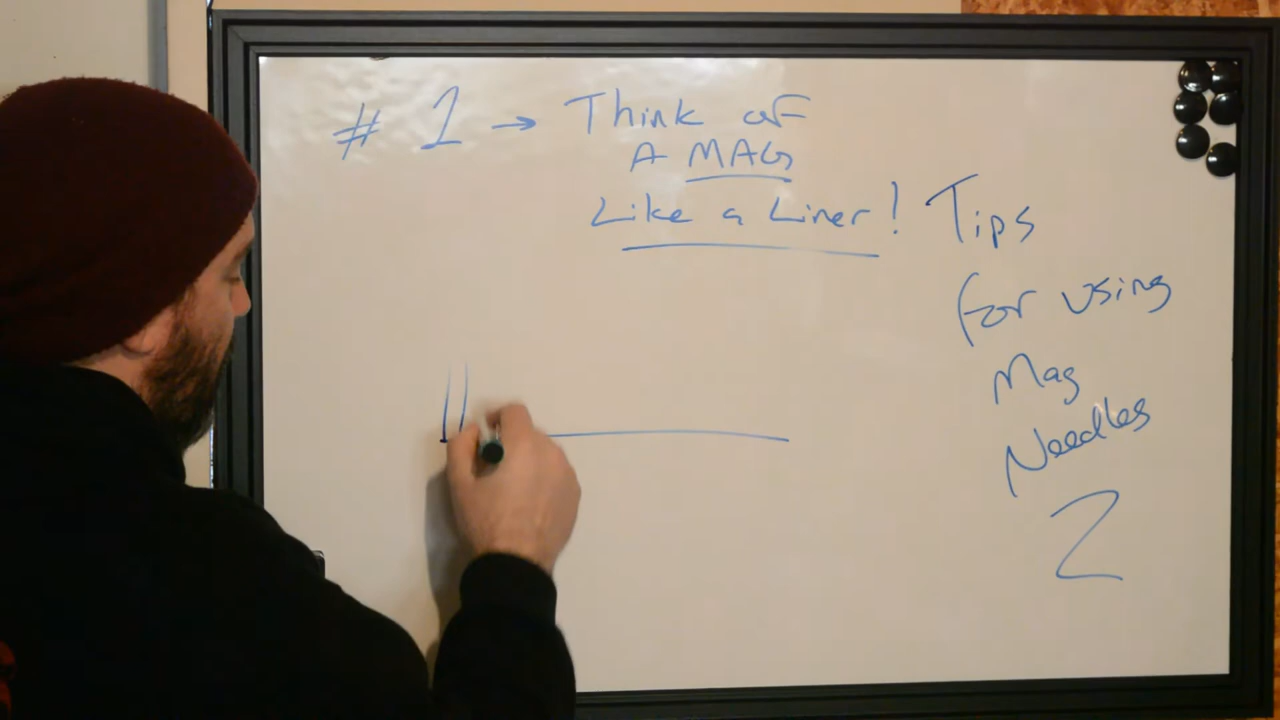 # 1 → Think of
A MAG
Like a Liner!
Tips
for using
Mag
Needles
2